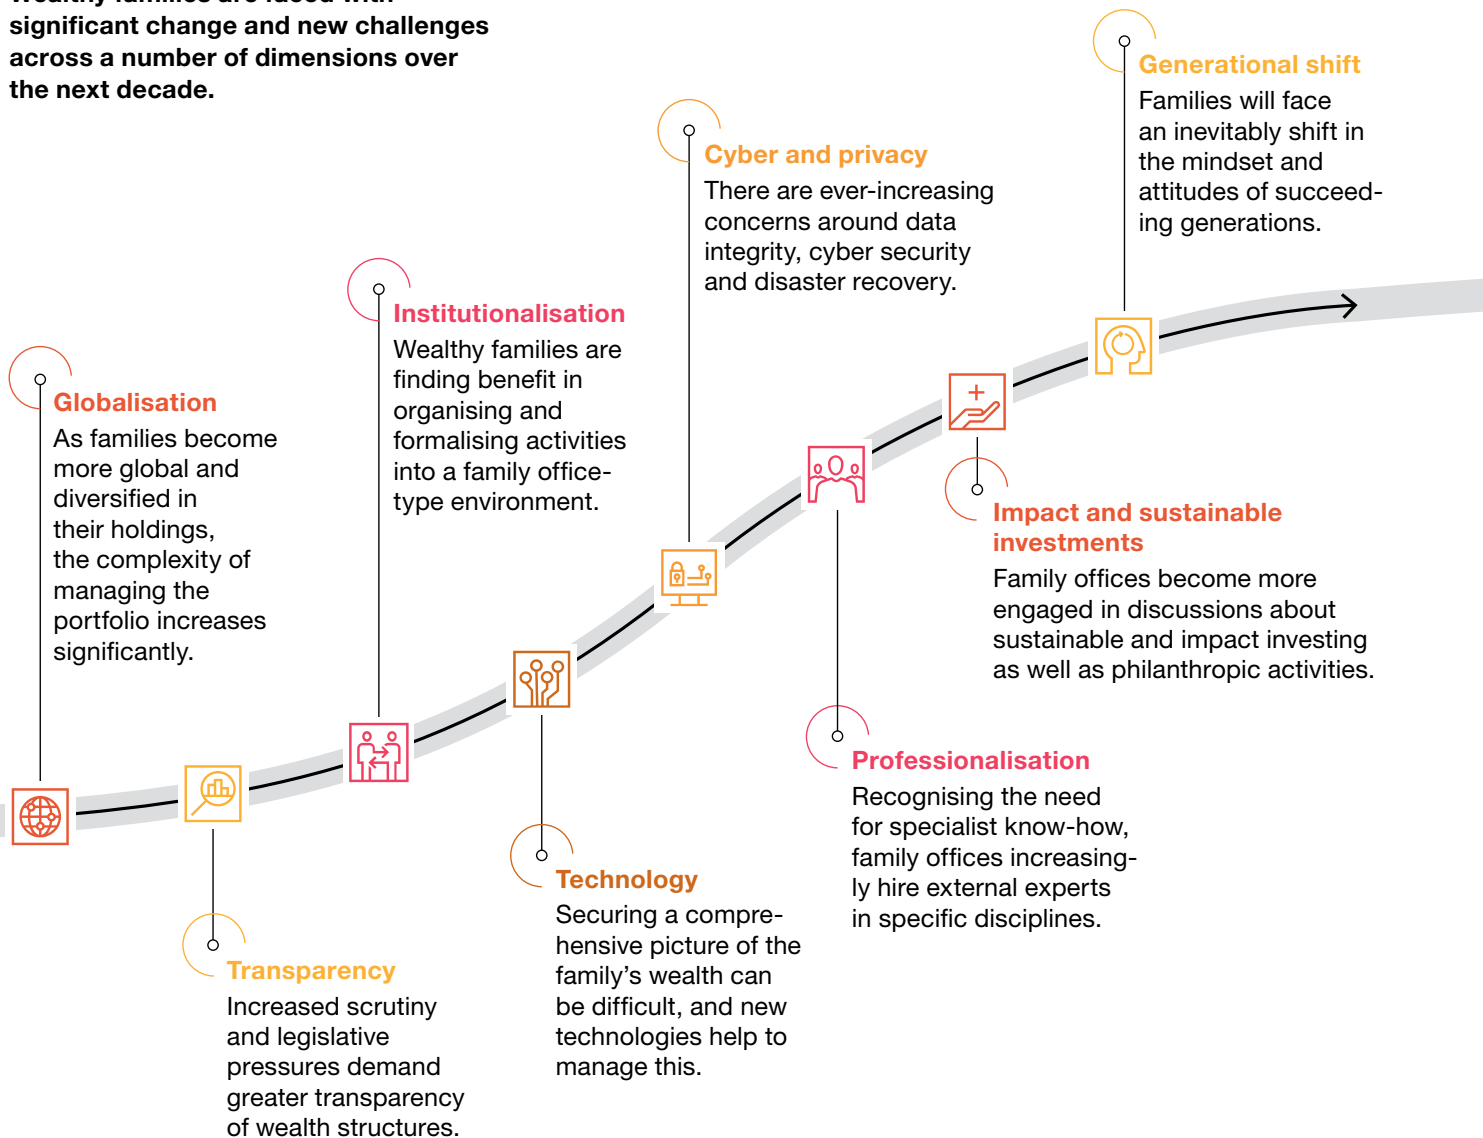 Wealthy families are faced with
significant change and new challenges
across a number of dimensions over
the next decade.
Globalisation
As families become
more global and
diversified in
their holdings,
the complexity of
managing the
portfolio increases
significantly.
Transparency
Increased scrutiny
and legislative
pressures demand
greater transparency
of wealth structures.
Institutionalisation
Wealthy families are
finding benefit in
organising and
formalising activities
into a family office-
type environment.
Technology
Securing a compre-
hensive picture of the
family’s wealth can
be difficult, and new
technologies help to
manage this.
Cyber and privacy
There are ever-increasing
concerns around data
integrity, cyber security
and disaster recovery.
Professionalisation
Recognising the need
for specialist know-how,
family offices increasing-
ly hire external experts
in specific disciplines.
Impact and sustainable
investments
Family offices become more
engaged in discussions about
sustainable and impact investing
as well as philanthropic activities.
Generational shift
Families will face
an inevitably shift in
the mindset and
attitudes of succeed-
ing generations.